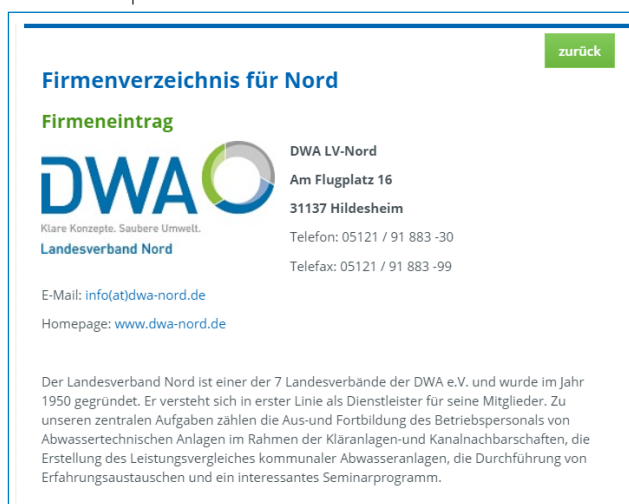 zurück
Firmenverzeichnis für Nord
Firmeneintrag
DWA
Klare Konzepte. Saubere Umwelt.
Landesverband Nord
DWA LV-Nord
Am Flugplatz 16
31137 Hildesheim
Telefon: 05121 / 91 883 -30
Telefax: 05121 / 91 883 -99
E-Mail: info(at)dwa-nord.de
Homepage: www.dwa-nord.de
Der Landesverband Nord ist einer der 7 Landesverbände der DWA e.V. und wurde im Jahr
1950 gegründet. Er versteht sich in erster Linie als Dienstleister für seine Mitglieder. Zu
unseren zentralen Aufgaben zählen die Aus-und Fortbildung des Betriebspersonals von
Abwassertechnischen Anlagen im Rahmen der Kläranlagen-und Kanalnachbarschaften, die
Erstellung des Leistungsvergleiches kommunaler Abwasseranlagen, die Durchführung von
Erfahrungsaustauschen und ein interessantes Seminarprogramm.